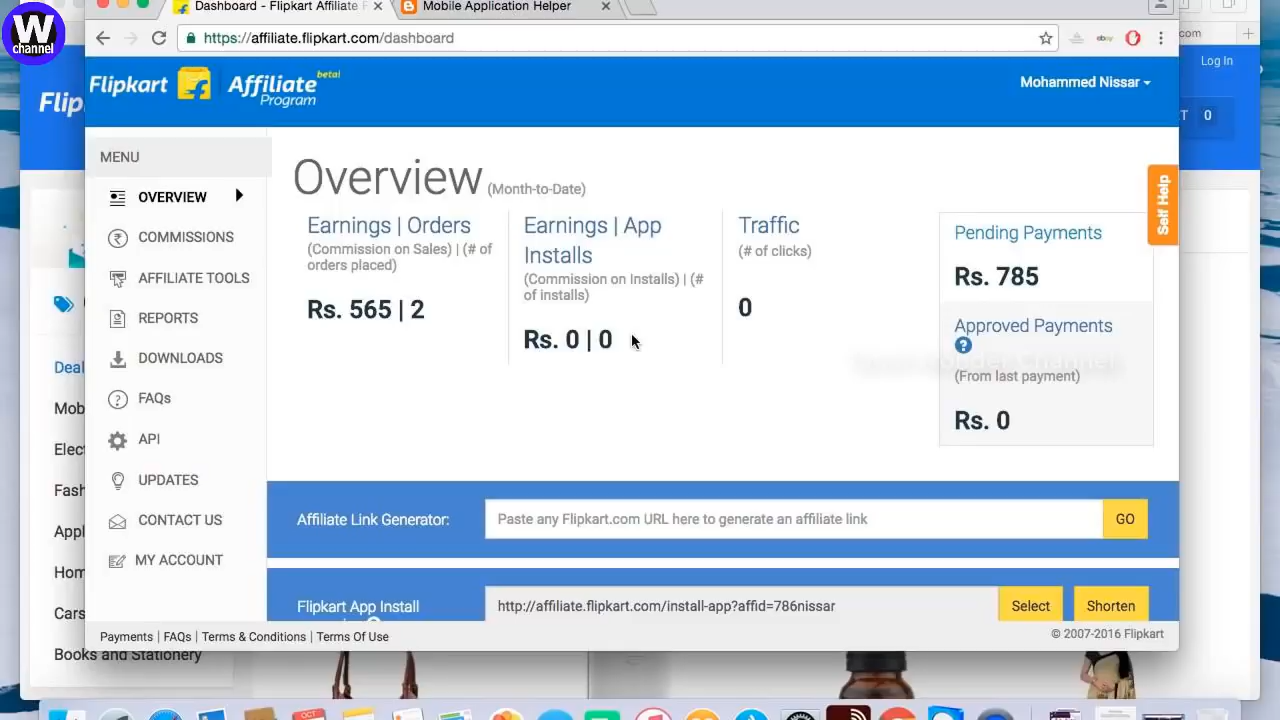 W
channel
Dashboard - Flipkart Affiliate
Mobile Application Helper
https://affiliate.flipkart.com/dashboard
ebay
.com
Log In
Flip
0
Flipkart
Affiliate beta!
Program
Mohammed Nissar
MENU
OVERVIEW
COMMISSIONS
AFFILIATE TOOLS
REPORTS
DOWNLOADS
FAQs
API
UPDATES
CONTACT US
MY ACCOUNT
Overview (Month-to-Date)
Earnings | Orders
(Commission on Sales) | (# of
orders placed)
Rs. 565 | 2
Earnings | App
Installs
(Commission on Installs) | (#
of installs)
Rs. 0 | 0
Traffic
(# of clicks)
0
Pending Payments
Rs. 785
Approved Payments
?
(From last payment)
Rs. 0
Self Help
Affiliate Link Generator:
Paste any Flipkart.com URL here to generate an affiliate link
GO
Flipkart App Install
http://affiliate.flipkart.com/install-app?affid=786nissar
Select
Shorten
Payments | FAQs | Terms & Conditions | Terms Of Use
© 2007-2016 Flipkart
Deal
Mob
Elec
Fash
Appl
Hom
Cars
Books and Stationery
OCT